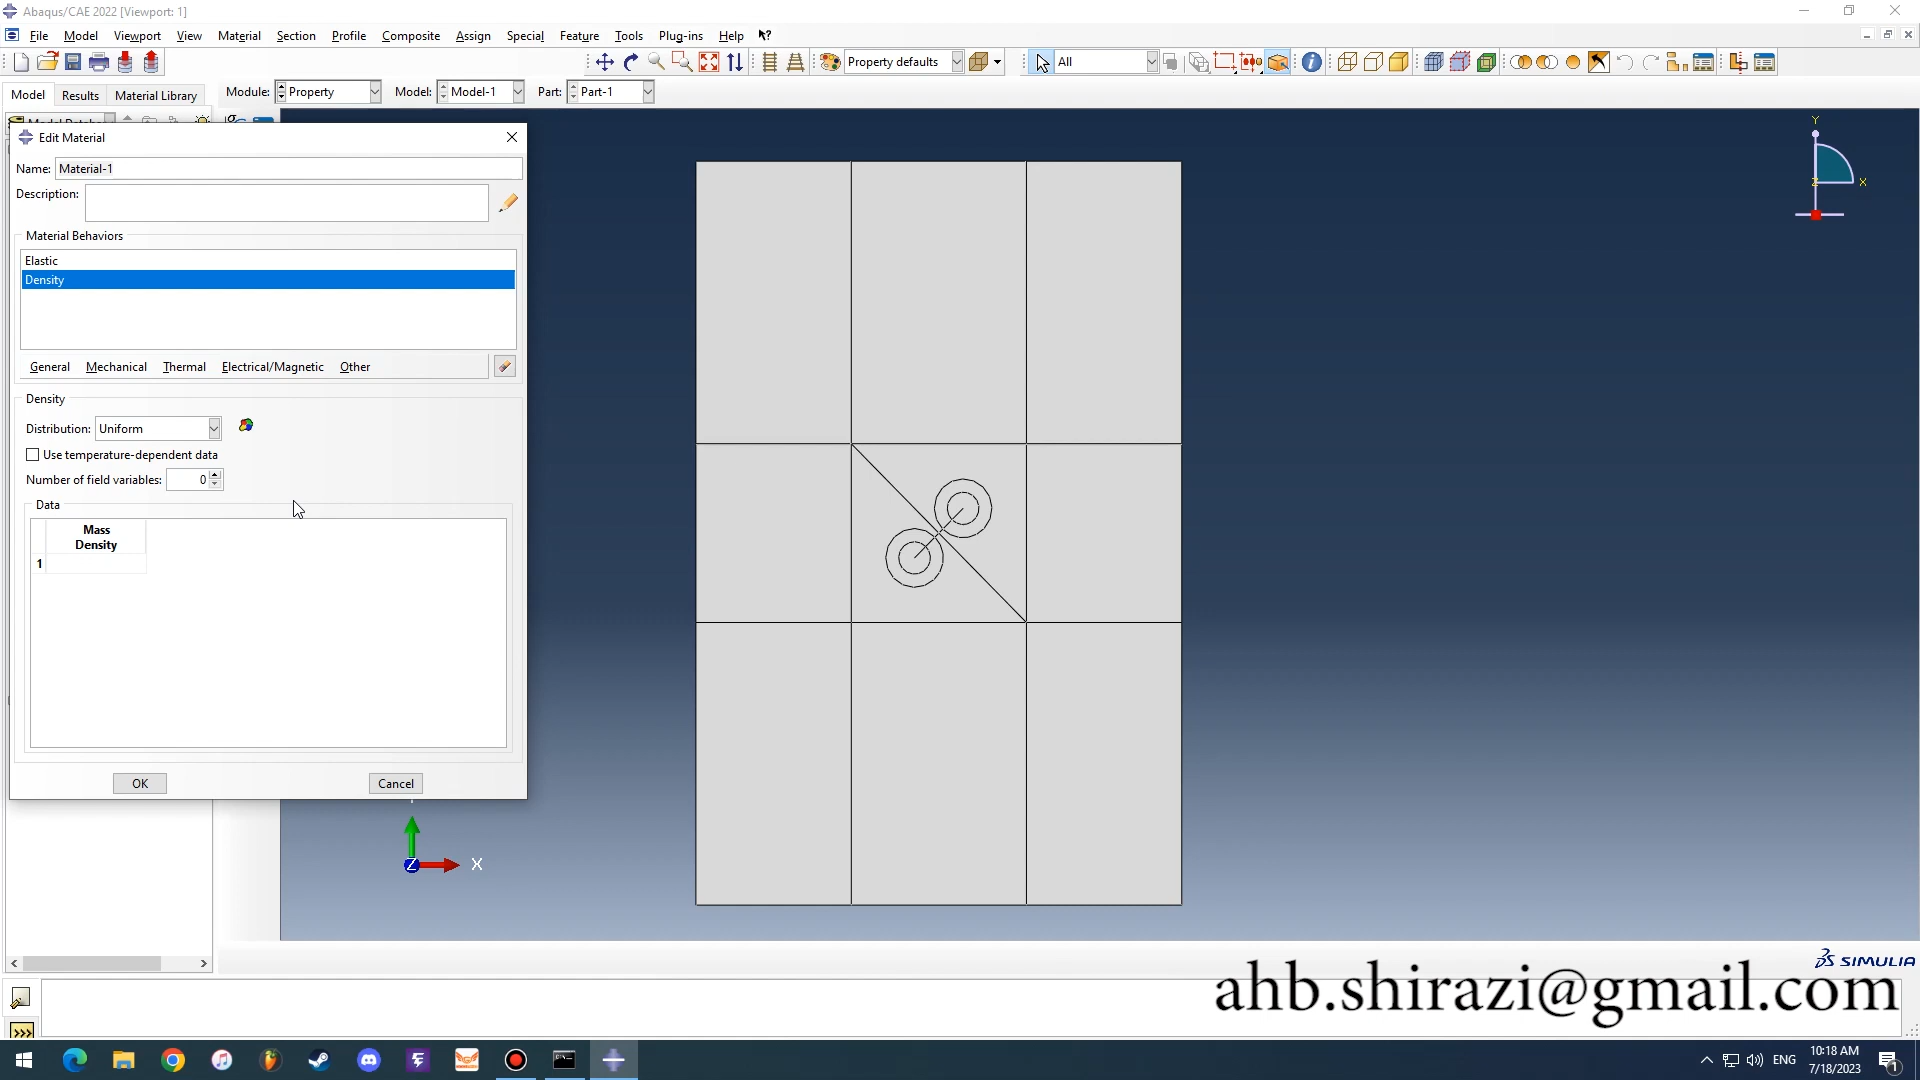 Abaqus/CAE 2022 [Viewport: 1]
File Model Viewport View Material Section Profile Composite Assign Special Feature Tools Plug-ins Help
Property defaults
All
Model Results Material Library
Module: Property Model: Model-1 Part: Part-1
Edit Material
Name: Material-1
Description:
Material Behaviors
Elastic
Density
General Mechanical Thermal Electrical/Magnetic Other
Density
Distribution: Uniform
Use temperature-dependent data
Number of field variables: 0
Data
Mass
Density
1
OK Cancel
Y
Z X
Z X
SIMULIA
ahb.shirazi@gmail.com
>>>
ENG
10:18 AM
7/18/2023
1